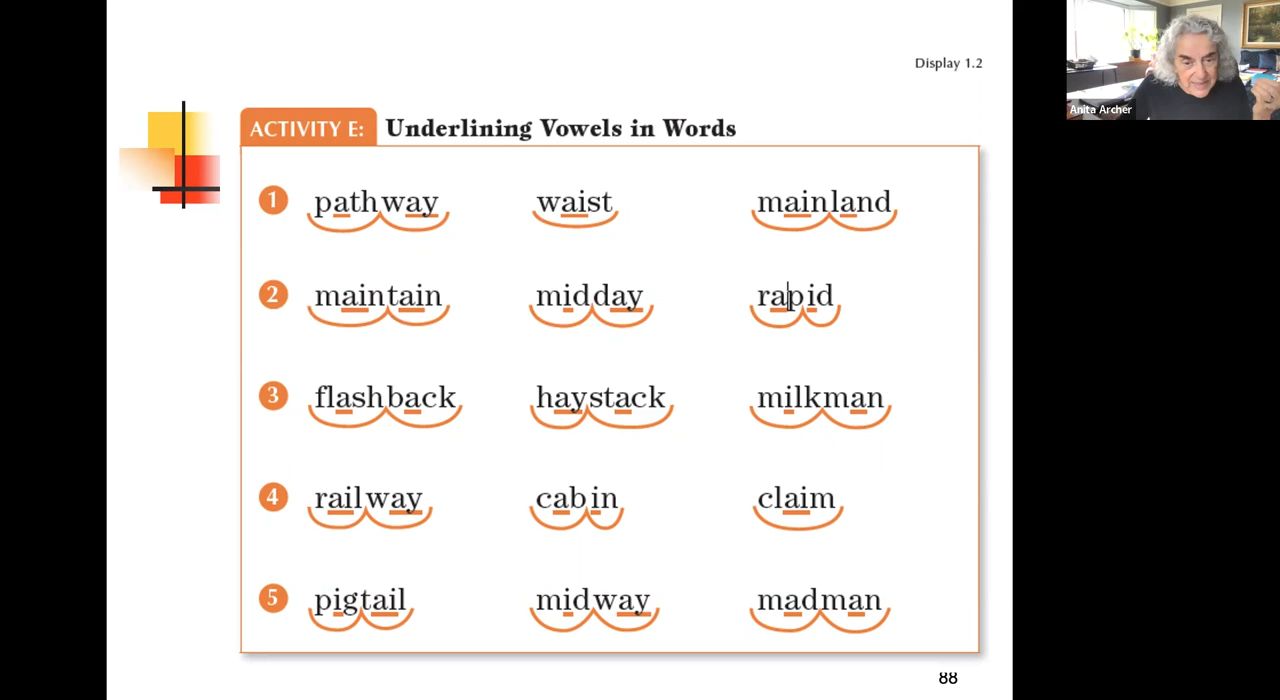 Display 1.2
Anita Archer
ACTIVITY E: Underlining Vowels in Words
1 pathway waist mainland
2 maintain midday rapid
3 flashback haystack milkman
4 railway cabin claim
5 pigtail midway madman
88